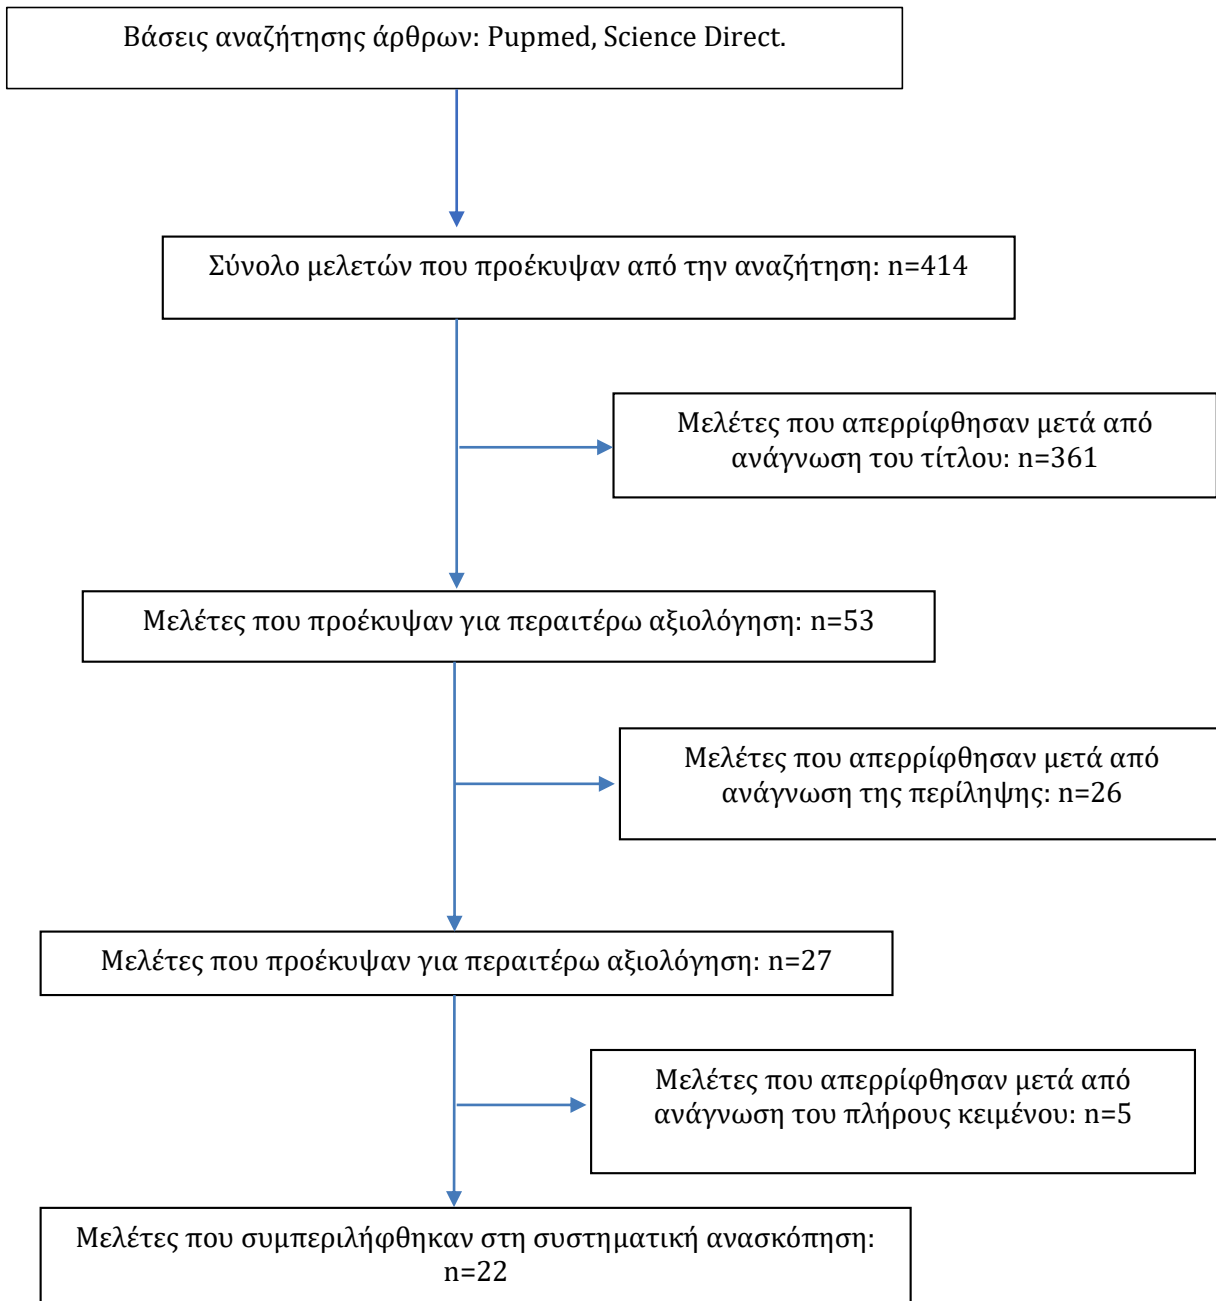 Βάσεις αναζήτησης άρθρων: Pupmed, Science Direct.
Σύνολο μελετών που προέκυψαν από την αναζήτηση: n=414
Μελέτες που απερρίφθησαν μετά από
ανάγνωση του τίτλου: n=361
Μελέτες που προέκυψαν για περαιτέρω αξιολόγηση: n=53
Μελέτες που απερρίφθησαν μετά από
ανάγνωση της περίληψης: n=26
Μελέτες που προέκυψαν για περαιτέρω αξιολόγηση: n=27
Μελέτες που απερρίφθησαν μετά από
ανάγνωση του πλήρους κειμένου: n=5
Μελέτες που συμπεριλήφθηκαν στη συστηματική ανασκόπηση:
n=22